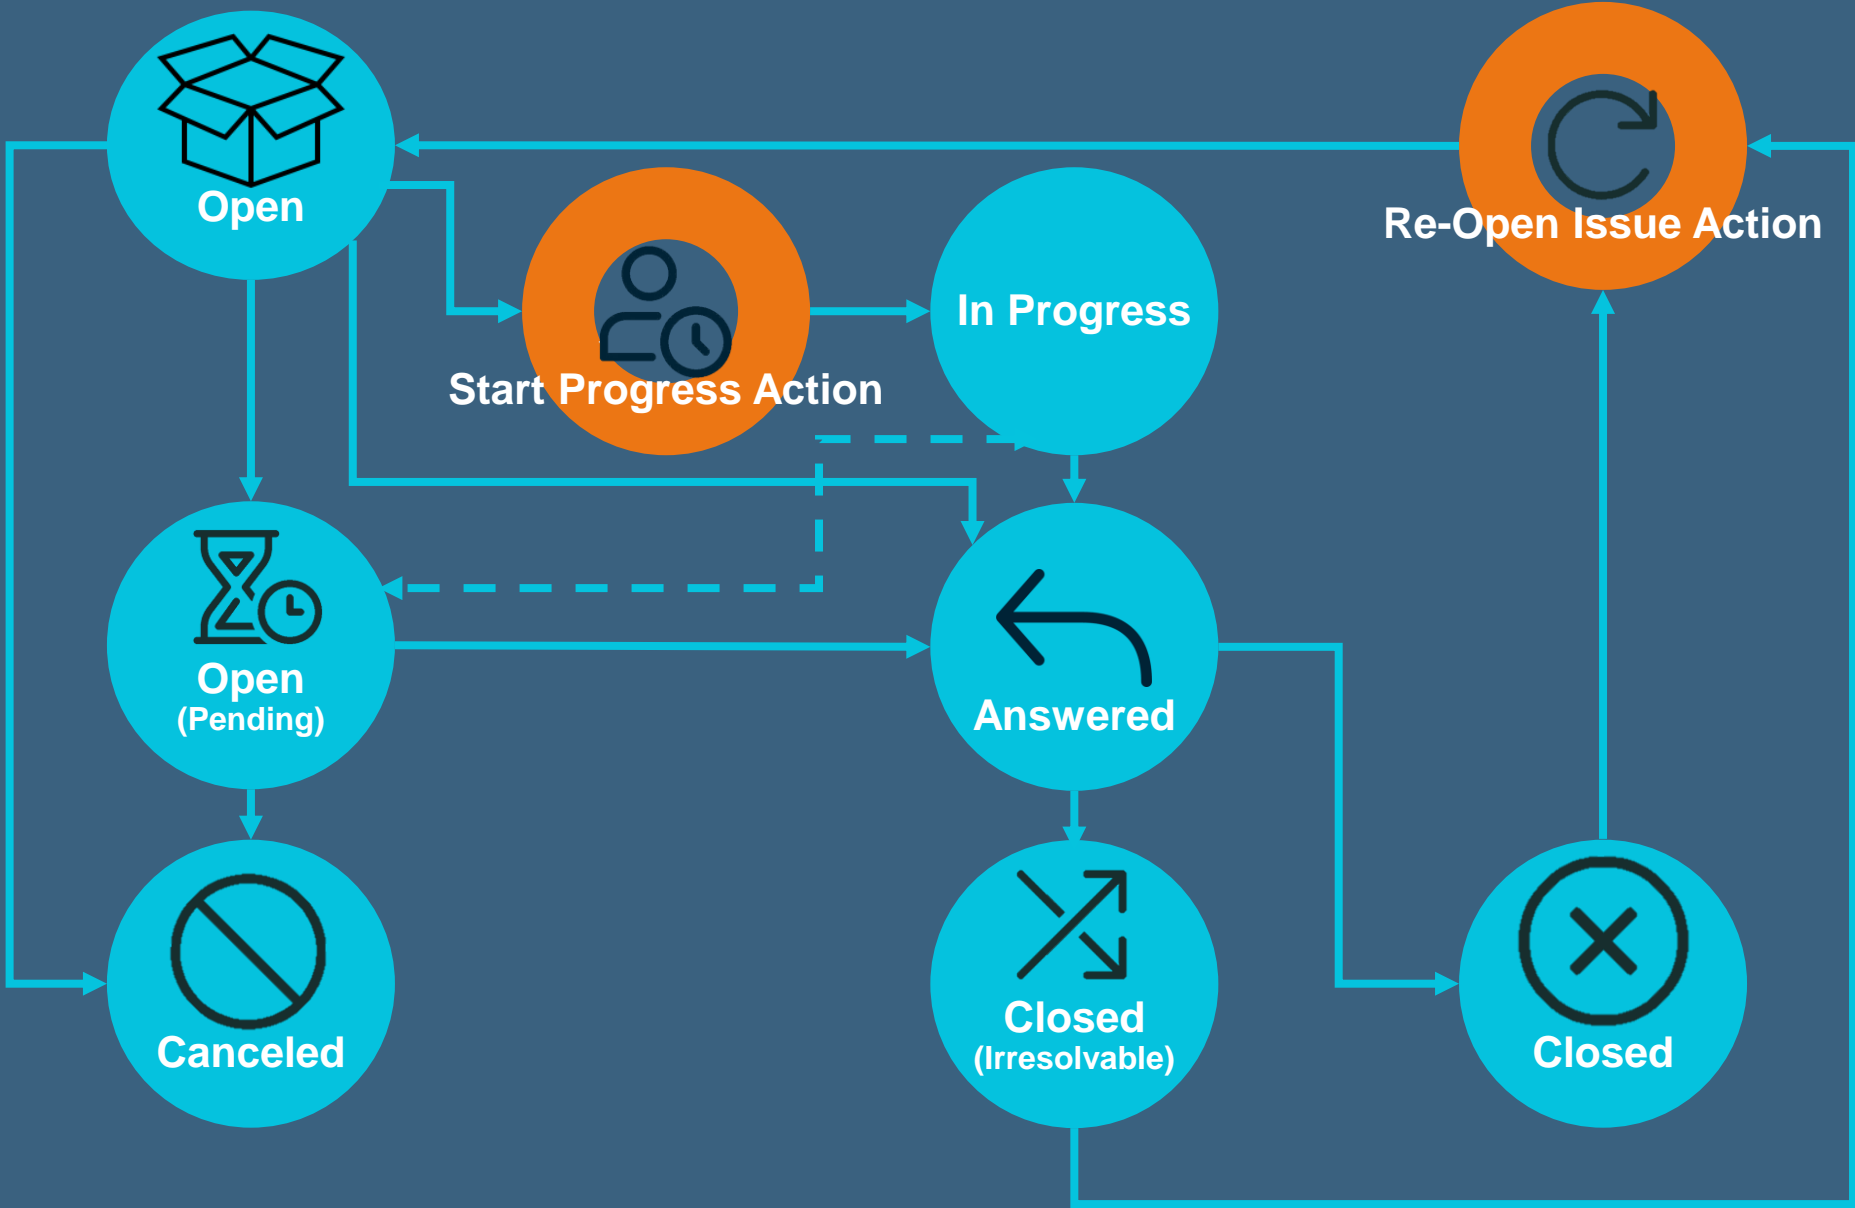 Open
Re-Open Issue Action
In Progress
Start Progress Action
Open
(Pending)
Answered
Canceled
Closed
(Irresolvable)
Closed